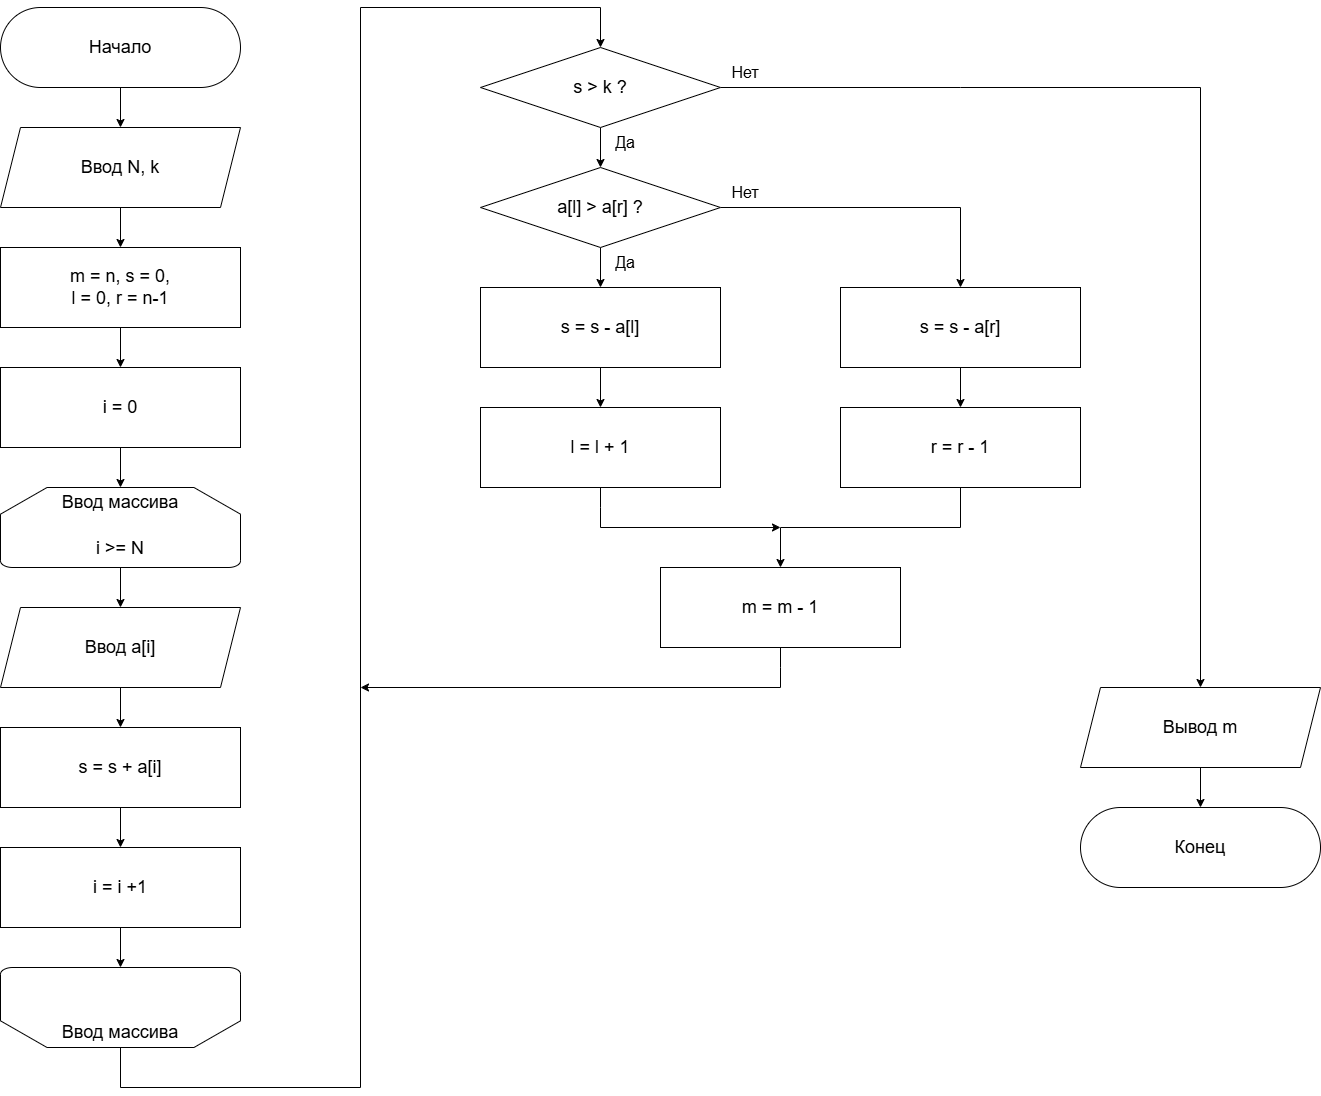 Начало
Ввод N, k
m = n, s = 0,
l = 0, r = n-1
i = 0
Ввод массива
i >= N
Ввод a[i]
s = s + a[i]
i = i +1
Ввод массива
s > k ?
Нет
Да
a[l] > a[r] ?
Нет
Да
s = s - a[l]
s = s - a[r]
l = l + 1
r = r - 1
m = m - 1
Вывод m
Конец